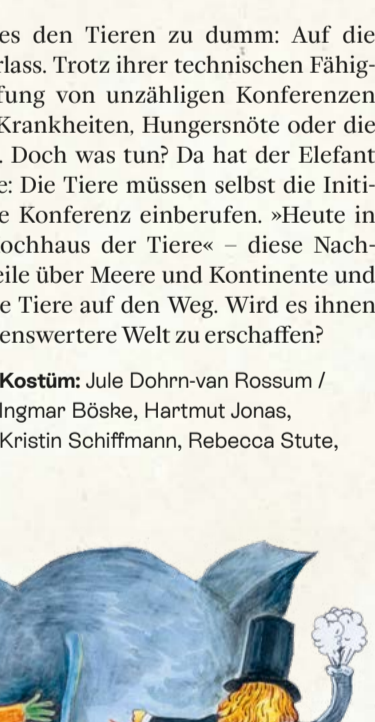 es den Tieren zu dumm: Auf die
rlass. Trotz ihrer technischen Fähig-
fung von unzähligen Konferenzen
Krankheiten, Hungersnöte oder die
. Doch was tun? Da hat der Elefant
e: Die Tiere müssen selbst die Initi-
e Konferenz einberufen. »Heute in
ochhaus der Tiere« – diese Nach-
eile über Meere und Kontinente und
e Tiere auf den Weg. Wird es ihnen
enswertere Welt zu erschaffen?
Kostüm: Jule Dohrn-van Rossum /
Ingmar Böske, Hartmut Jonas,
Kristin Schiffmann, Rebecca Stute,